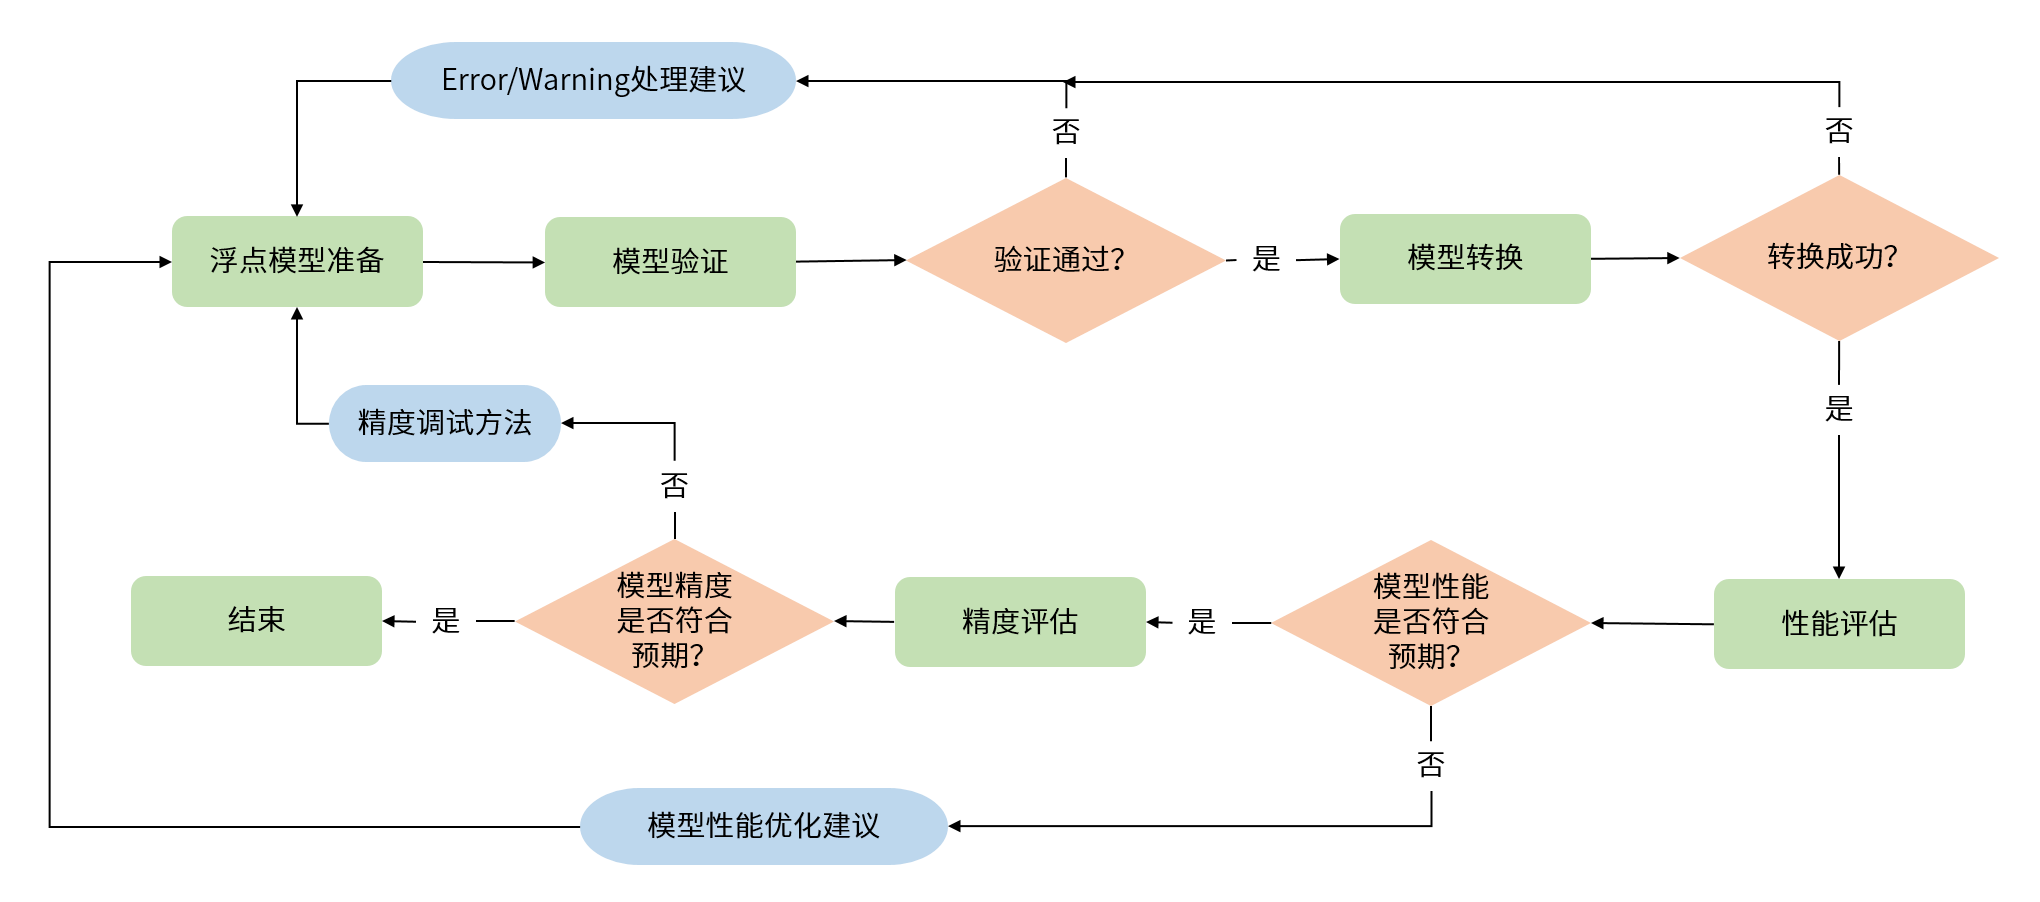 Error/Warning处理建议
否
否
浮点模型准备
模型验证
验证通过？
是
模型转换
转换成功？
精度调试方法
是
否
结束
是
模型精度
是否符合
预期？
精度评估
是
模型性能
是否符合
预期？
性能评估
否
模型性能优化建议